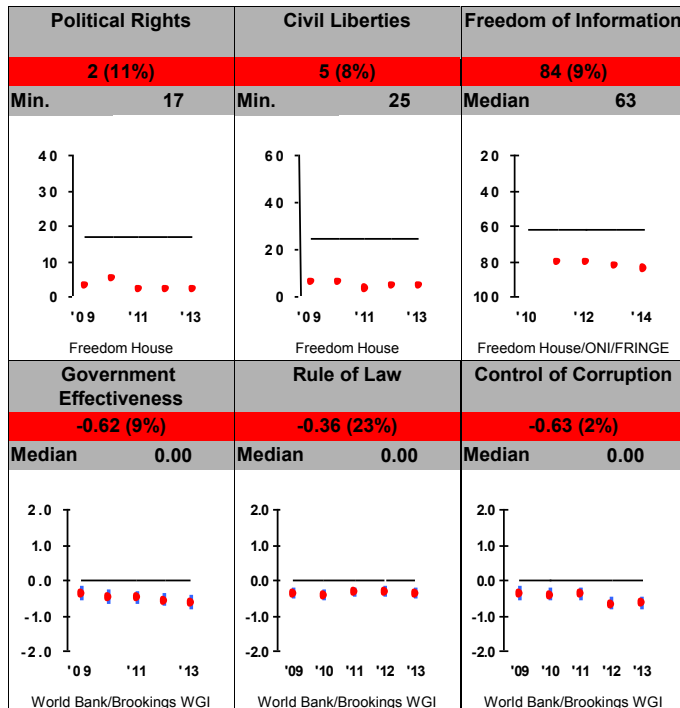 Political Rights
2 (11%)
Min. 17
40
30
20
10
0
'09 '11 '13
Freedom House
Civil Liberties
5 (8%)
Min. 25
60
40
20
0
'09 '11 '13
Freedom House
Freedom of Information
84 (9%)
Median 63
20
40
60
80
100
'10 '12 '14
Freedom House/ONI/FRINGE
Government
Effectiveness
-0.62 (9%)
Median 0.00
2.0
1.0
0.0
-1.0
-2.0
'09 '11 '13
World Bank/Brookings WGI
Rule of Law
-0.36 (23%)
Median 0.00
2.0
1.0
0.0
-1.0
-2.0
'09 '10 '11 '12 '13
World Bank/Brookings WGI
Control of Corruption
-0.63 (2%)
Median 0.00
2.0
1.0
0.0
-1.0
-2.0
'09 '10 '11 '12 '13
World Bank/Brookings WGI